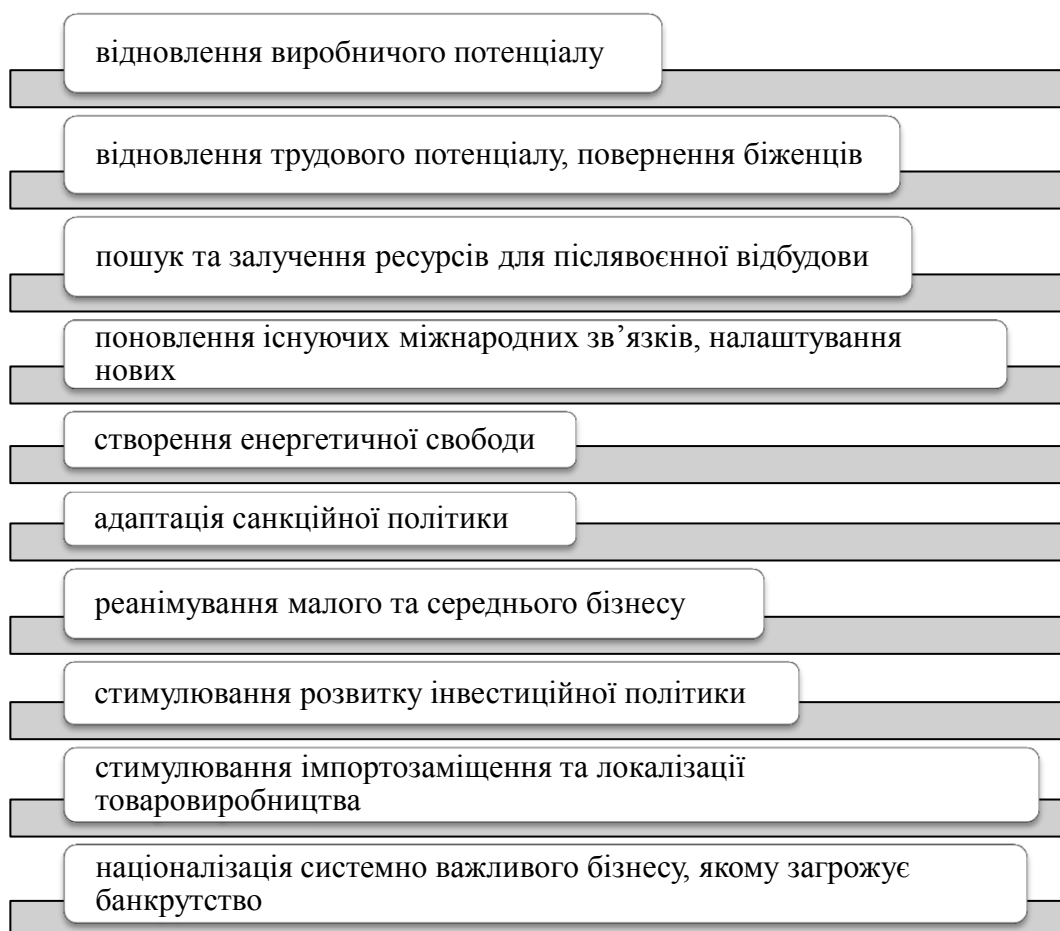 відновлення виробничого потенціалу
відновлення трудового потенціалу, повернення біженців
пошук та залучення ресурсів для післявоєнної відбудови
поновлення існуючих міжнародних зв’язків, налаштування
нових
створення енергетичної свободи
адаптація санкційної політики
реанімування малого та середнього бізнесу
стимулювання розвитку інвестиційної політики
стимулювання імпортозаміщення та локалізації
товаровиробництва
націоналізація системно важливого бізнесу, якому загрожує
банкрутство